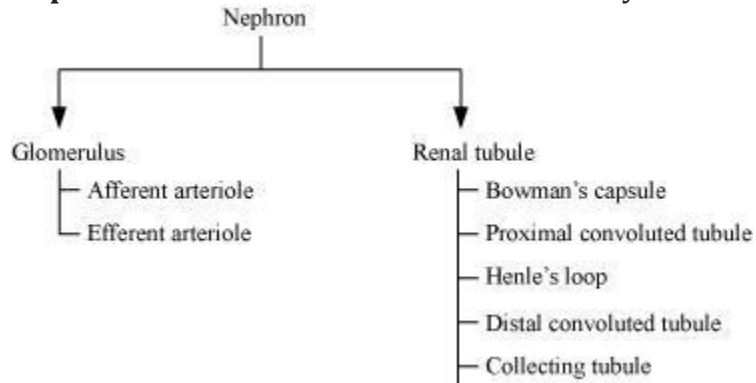 Nephron
Glomerulus
Afferent arteriole
Efferent arteriole
Renal tubule
Bowman's capsule
Proximal convoluted tubule
Henle's loop
Distal convoluted tubule
Collecting tubule